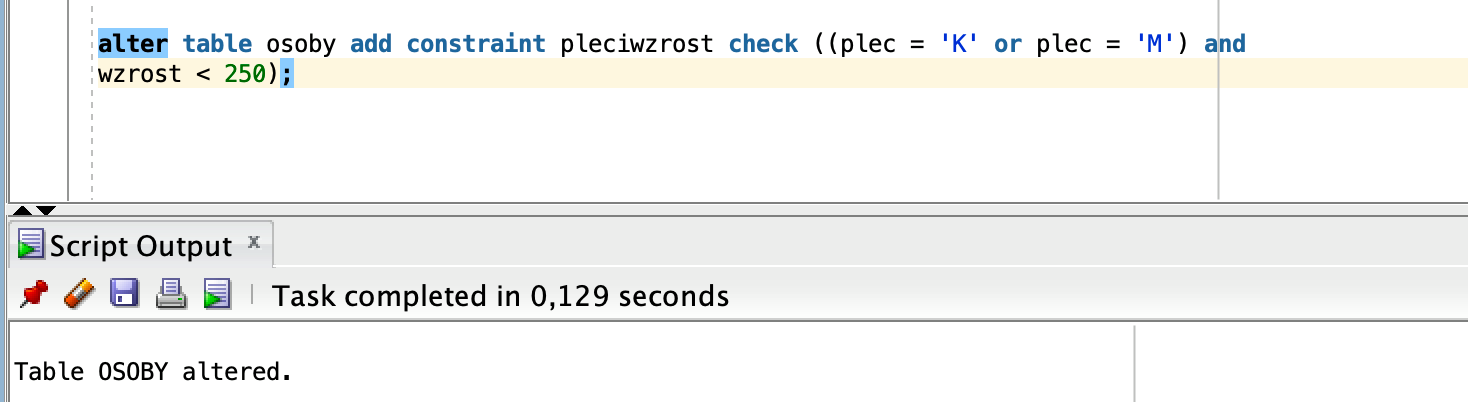 alter table osoby add constraint pleciwzrost check ((plec = 'K' or plec = 'M') and
wzrost < 250);
Script Output x
Task completed in 0,129 seconds
Table OSOBY altered.